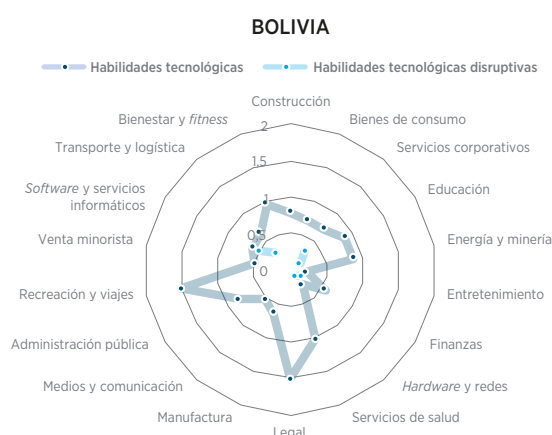 BOLIVIA
Habilidades tecnológicas
Habilidades tecnológicas disruptivas
Construcción
Bienestar y fitness
Bienes de consumo
Transporte y logística
Servicios corporativos
Software y servicios
informáticos
Educación
Venta minorista
Energía y minería
Recreación y viajes
Entretenimiento
Administración pública
Finanzas
Medios y comunicación
Hardware y redes
Manufactura
Servicios de salud
Legal
2
1,5
1
0,5
0